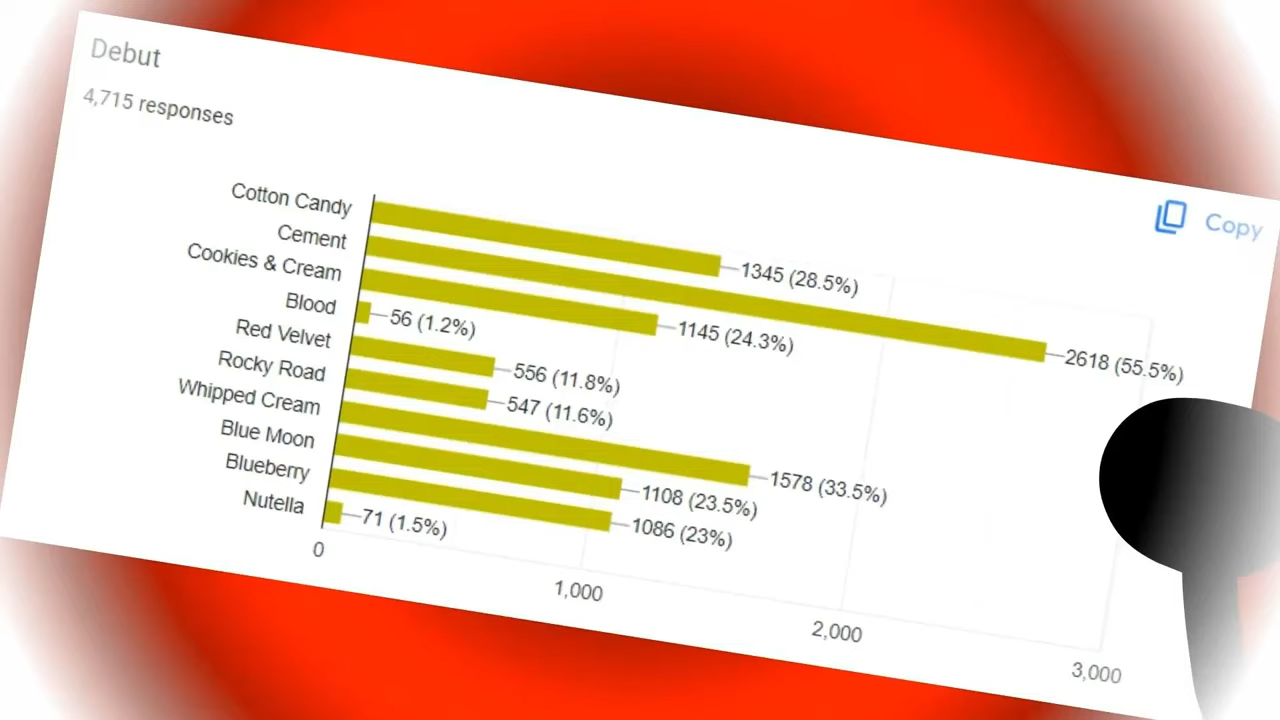 Debut
4,715 responses
Copy
Cotton Candy 1345 (28.5%)
Cement 2618 (55.5%)
Cookies & Cream 1145 (24.3%)
Blood 56 (1.2%)
Red Velvet 556 (11.8%)
Rocky Road 547 (11.6%)
Whipped Cream 1578 (33.5%)
Blue Moon 1108 (23.5%)
Blueberry 1086 (23%)
Nutella 71 (1.5%)
0 1,000 2,000 3,000